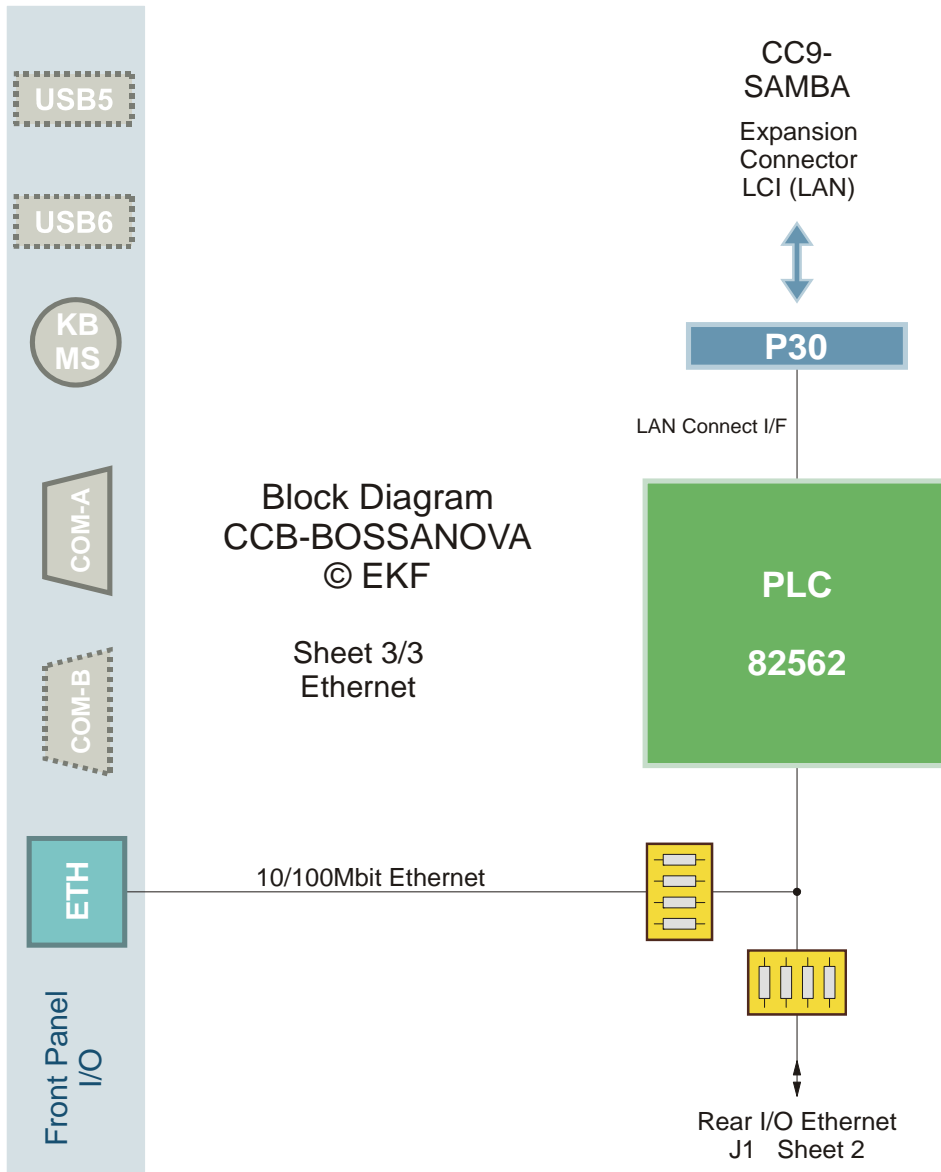 USB5
USB6
KB
MS
COM-A
COM-B
ETH
Front Panel
I/O
Block Diagram
CCB-BOSSANOVA
© EKF
Sheet 3/3
Ethernet
10/100Mbit Ethernet
CC9-
SAMBA
Expansion
Connector
LCI (LAN)
P30
LAN Connect I/F
PLC
82562
Rear I/O Ethernet
J1 Sheet 2